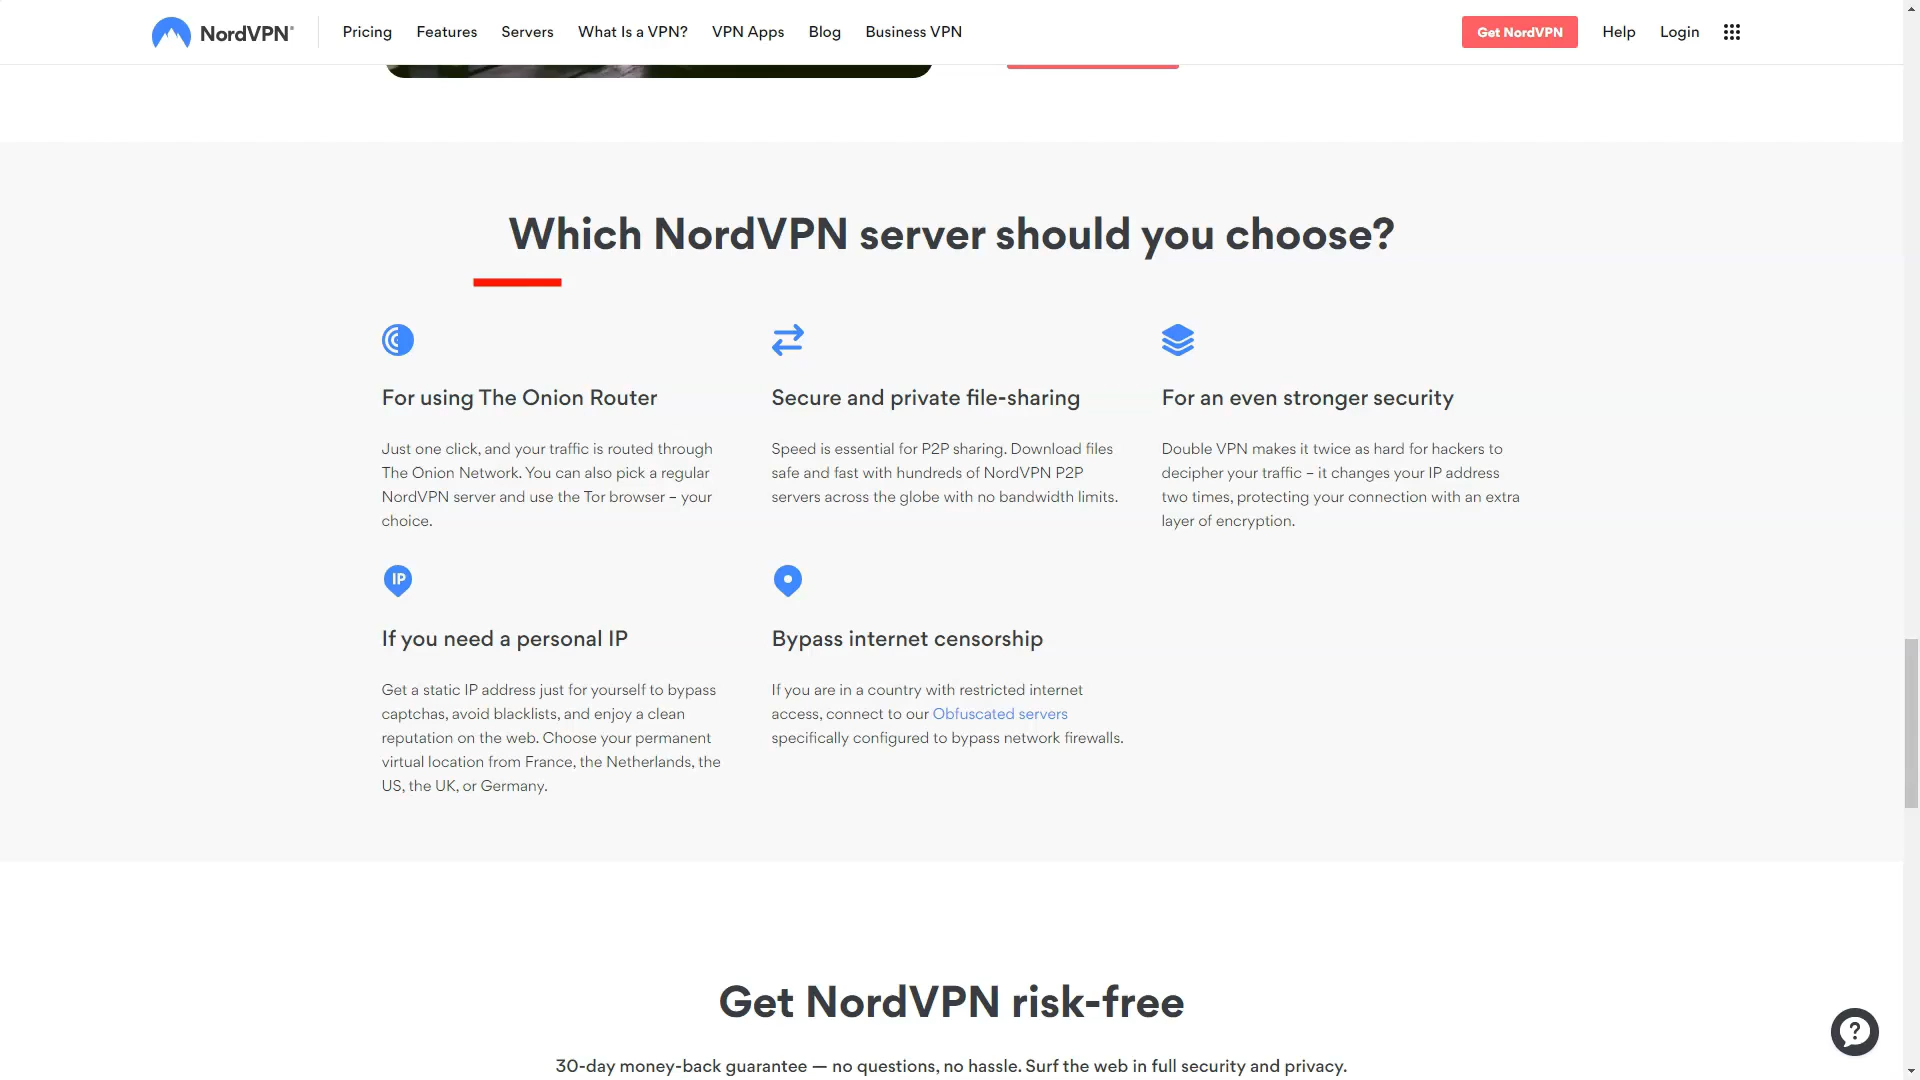 NordVPN®
Pricing Features Servers What Is a VPN? VPN Apps Blog Business VPN
Get NordVPN Help Login
Which NordVPN server should you choose?
For using The Onion Router
Just one click, and your traffic is routed through
The Onion Network. You can also pick a regular
NordVPN server and use the Tor browser – your
choice.
Secure and private file-sharing
Speed is essential for P2P sharing. Download files
safe and fast with hundreds of NordVPN P2P
servers across the globe with no bandwidth limits.
For an even stronger security
Double VPN makes it twice as hard for hackers to
decipher your traffic – it changes your IP address
two times, protecting your connection with an extra
layer of encryption.
IP
If you need a personal IP
Get a static IP address just for yourself to bypass
captchas, avoid blacklists, and enjoy a clean
reputation on the web. Choose your permanent
virtual location from France, the Netherlands, the
US, the UK, or Germany.
Bypass internet censorship
If you are in a country with restricted internet
access, connect to our Obfuscated servers
specifically configured to bypass network firewalls.
Get NordVPN risk-free
30-day money-back guarantee — no questions, no hassle. Surf the web in full security and privacy.
?